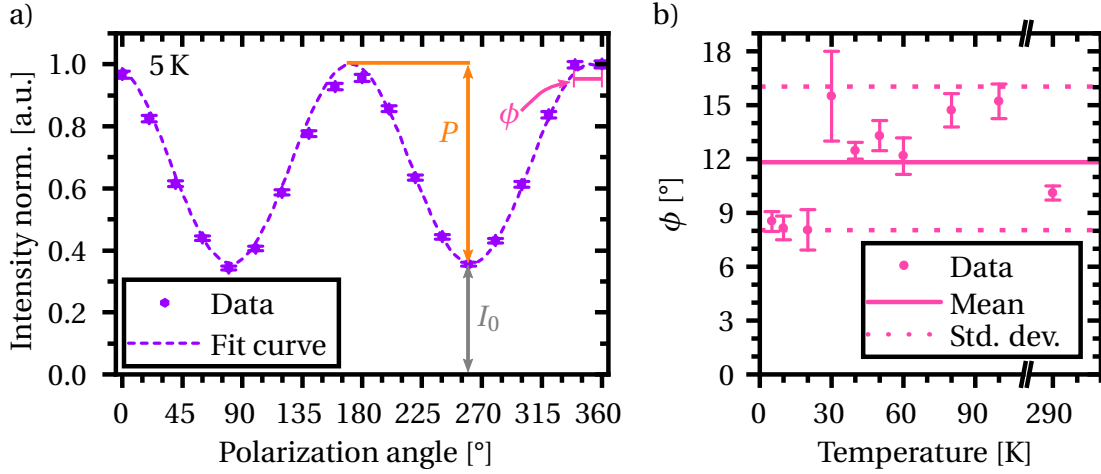 a)
5 K
Intensity norm. [a.u.]
1.0
0.8
0.6
0.4
0.2
0.0
P
ϕ
I0
Data
Fit curve
0 45 90 135 180 225 270 315 360
Polarization angle [°]
b)
ϕ [°]
18
15
12
9
6
3
0
Data
Mean
Std. dev.
0 30 60 90 290
Temperature [K]